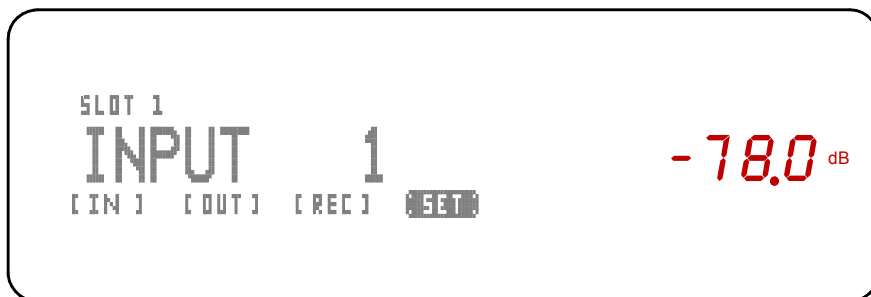 SLOT 1
INPUT 1
-78.0 dB
[IN ] [OUT] [REC] [SET]